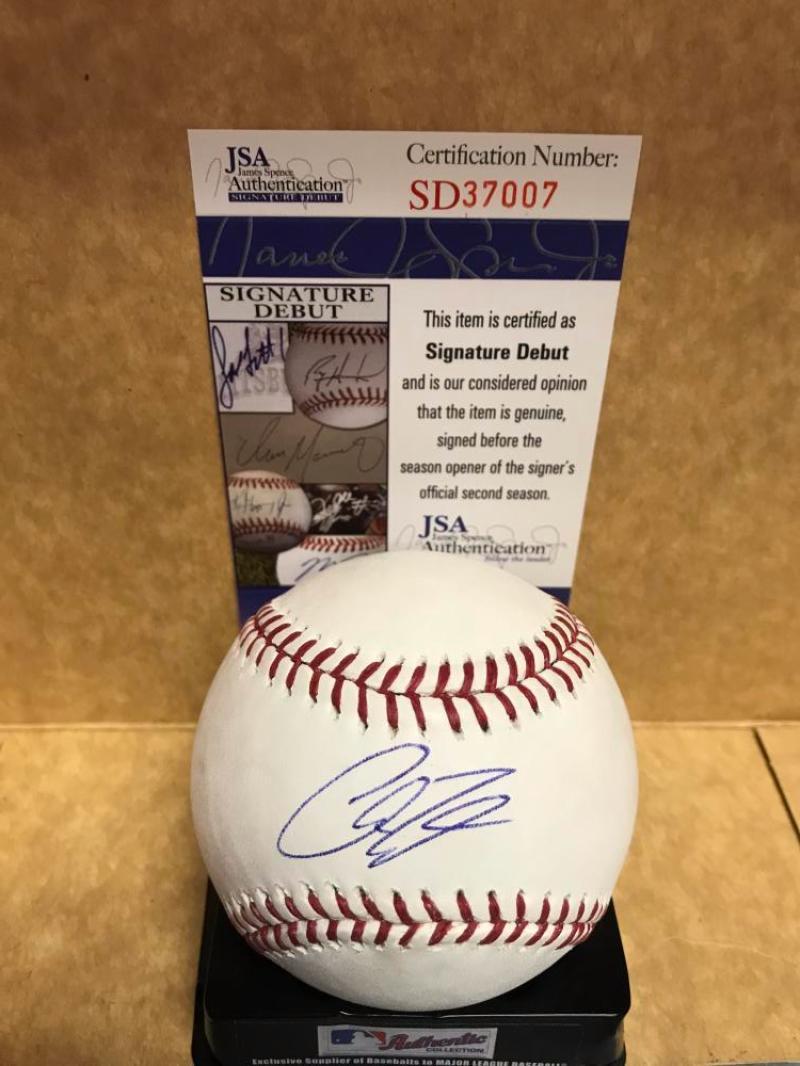 JSA
James Spence
Authentication
SIGNATURE DEBUT
Certification Number:
SD37007
SIGNATURE
DEBUT
This item is certified as
Signature Debut
and is our considered opinion
that the item is genuine,
signed before the
season opener of the signer's
official second season.
JSA
James Spence
Authentication
Authentic
COLLECTION
Exclusive Supplier of Baseballs to MAJOR LEAGUE BASEBALL